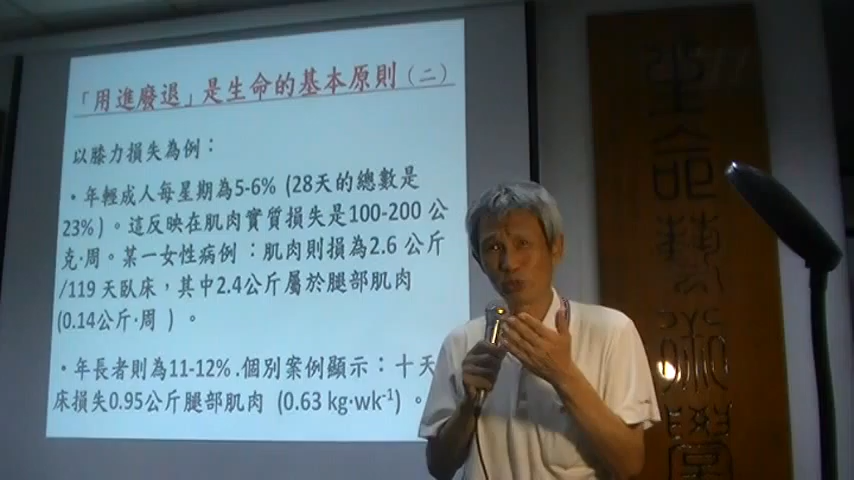 「用進廢退」是生命的基本原則（二）
以膝力損失為例：
・年輕成人每星期為5-6% (28天的總數是
23%)。這反映在肌肉實質損失是100-200 公
克·周。某一女性病例：肌肉則損為2.6 公斤
/119 天臥床，其中2.4公斤屬於腿部肌肉
(0.14公斤·周 )。
・年長者則為11-12% .個別案例顯示：十天
床損失0.95公斤腿部肌肉 (0.63 kg·wk⁻¹) 。
生命藝術學